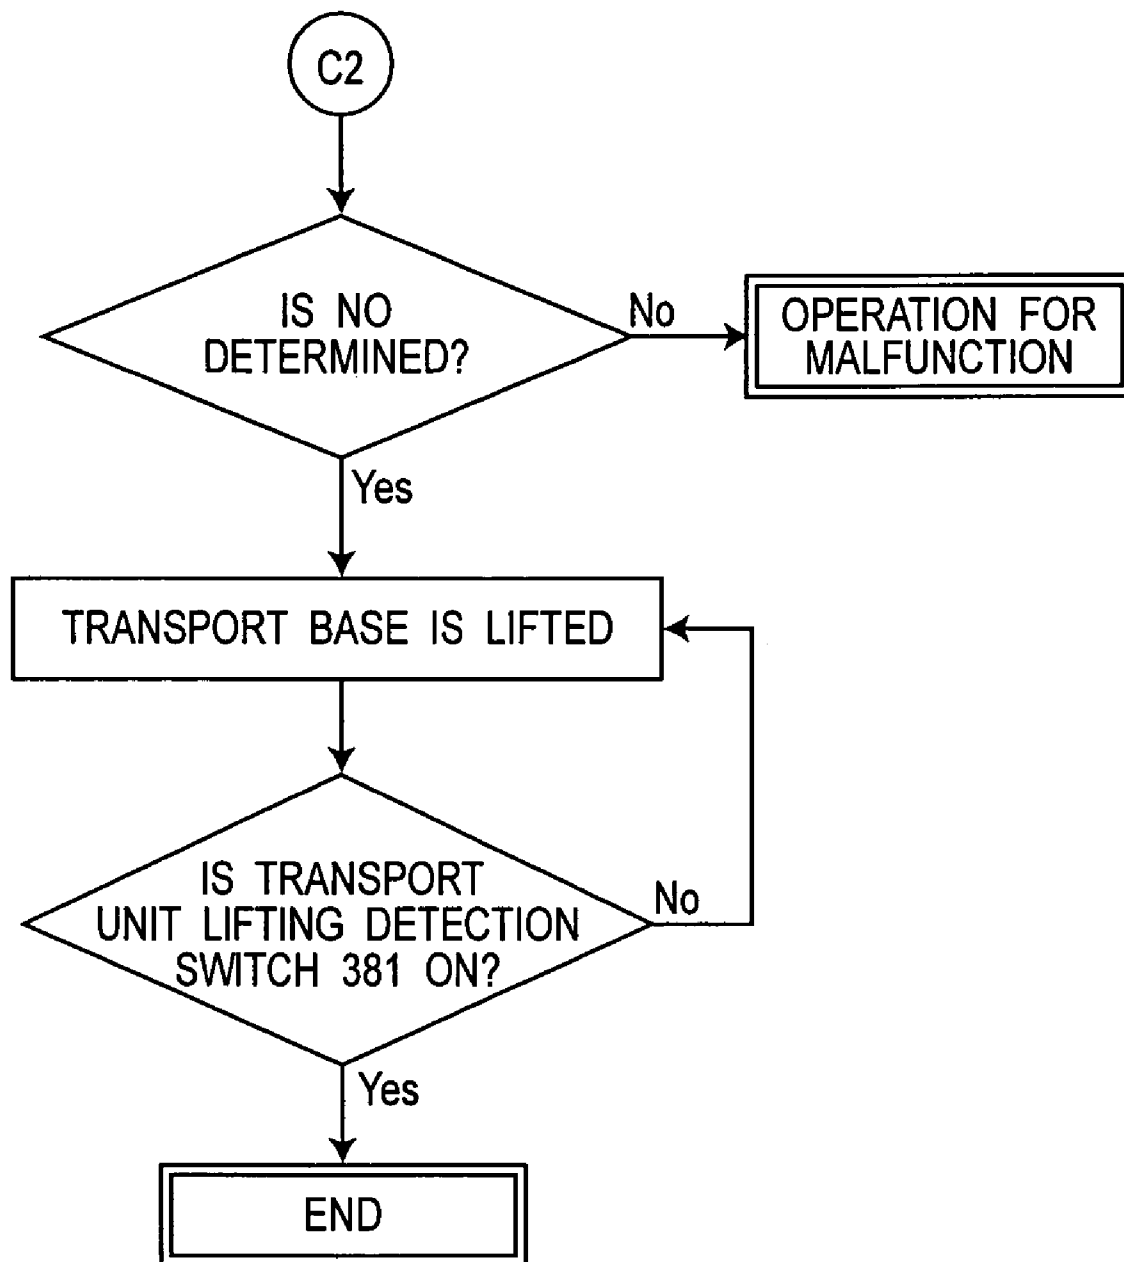 C2
IS NO
DETERMINED?
No
OPERATION FOR
MALFUNCTION
Yes
TRANSPORT BASE IS LIFTED
IS TRANSPORT
UNIT LIFTING DETECTION
SWITCH 381 ON?
No
Yes
END